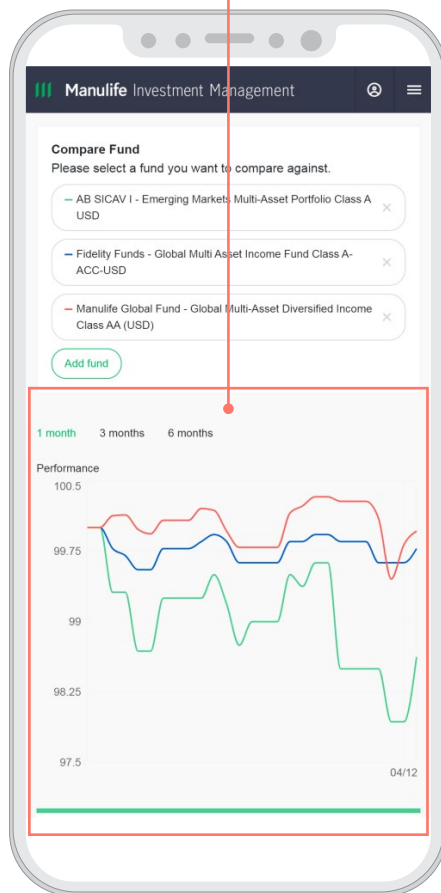 Manulife Investment Management
Compare Fund
Please select a fund you want to compare against.
AB SICAV I - Emerging Markets Multi-Asset Portfolio Class A
USD
Fidelity Funds - Global Multi Asset Income Fund Class A-
ACC-USD
Manulife Global Fund - Global Multi-Asset Diversified Income
Class AA (USD)
Add fund
1 month 3 months 6 months
Performance
100.5
99.75
99
98.25
97.5
04/12